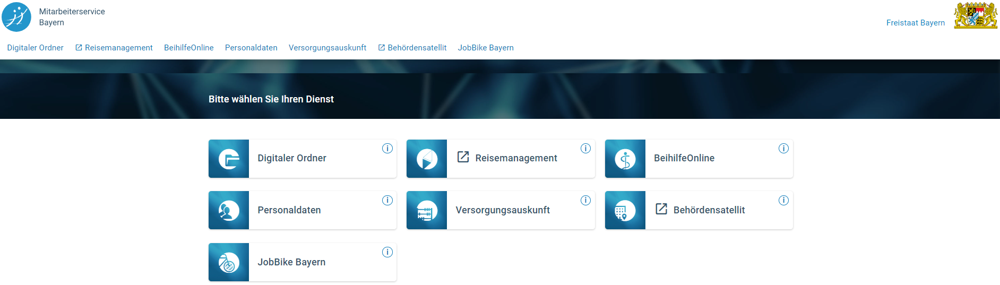 Mitarbeiterservice
Bayern
Freistaat Bayern
Digitaler Ordner Reisemanagement BeihilfeOnline Personaldaten Versorgungsauskunft Behördensatellit JobBike Bayern
Bitte wählen Sie Ihren Dienst
Digitaler Ordner
Reisemanagement
BeihilfeOnline
Personaldaten
Versorgungsauskunft
Behördensatellit
JobBike Bayern